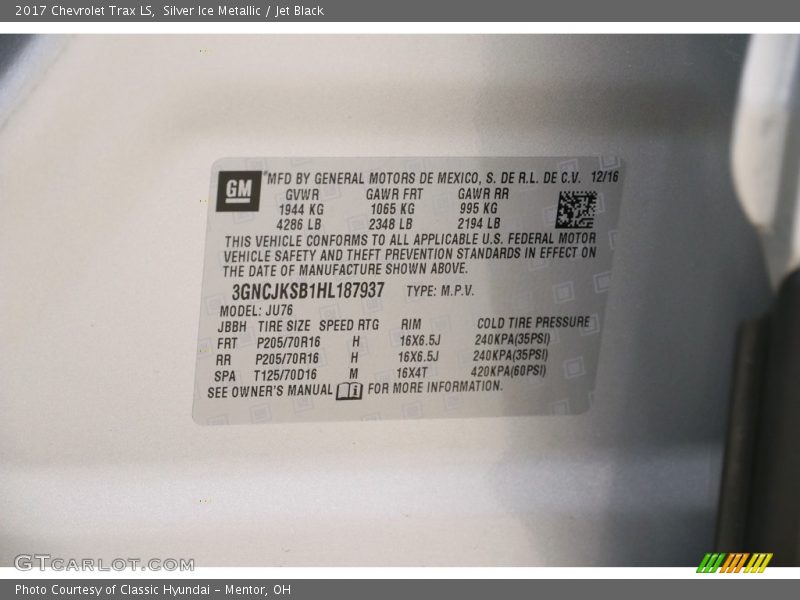 2017 Chevrolet Trax LS, Silver Ice Metallic / Jet Black
GM
MFD BY GENERAL MOTORS DE MEXICO, S. DE R.L. DE C.V. 12/16
GVWR GAWR FRT GAWR RR
1944 KG 1065 KG 995 KG
4286 LB 2348 LB 2194 LB
THIS VEHICLE CONFORMS TO ALL APPLICABLE U.S. FEDERAL MOTOR
VEHICLE SAFETY AND THEFT PREVENTION STANDARDS IN EFFECT ON
THE DATE OF MANUFACTURE SHOWN ABOVE.
3GNCJKSB1HL187937 TYPE: M.P.V.
MODEL: JU76
JBBH TIRE SIZE SPEED RTG RIM COLD TIRE PRESSURE
FRT P205/70R16 H 16X6.5J 240KPA(35PSI)
RR P205/70R16 H 16X6.5J 240KPA(35PSI)
SPA T125/70D16 M 16X4T 420KPA(60PSI)
SEE OWNER'S MANUAL i FOR MORE INFORMATION.
GTCARLOT.COM
Photo Courtesy of Classic Hyundai - Mentor, OH